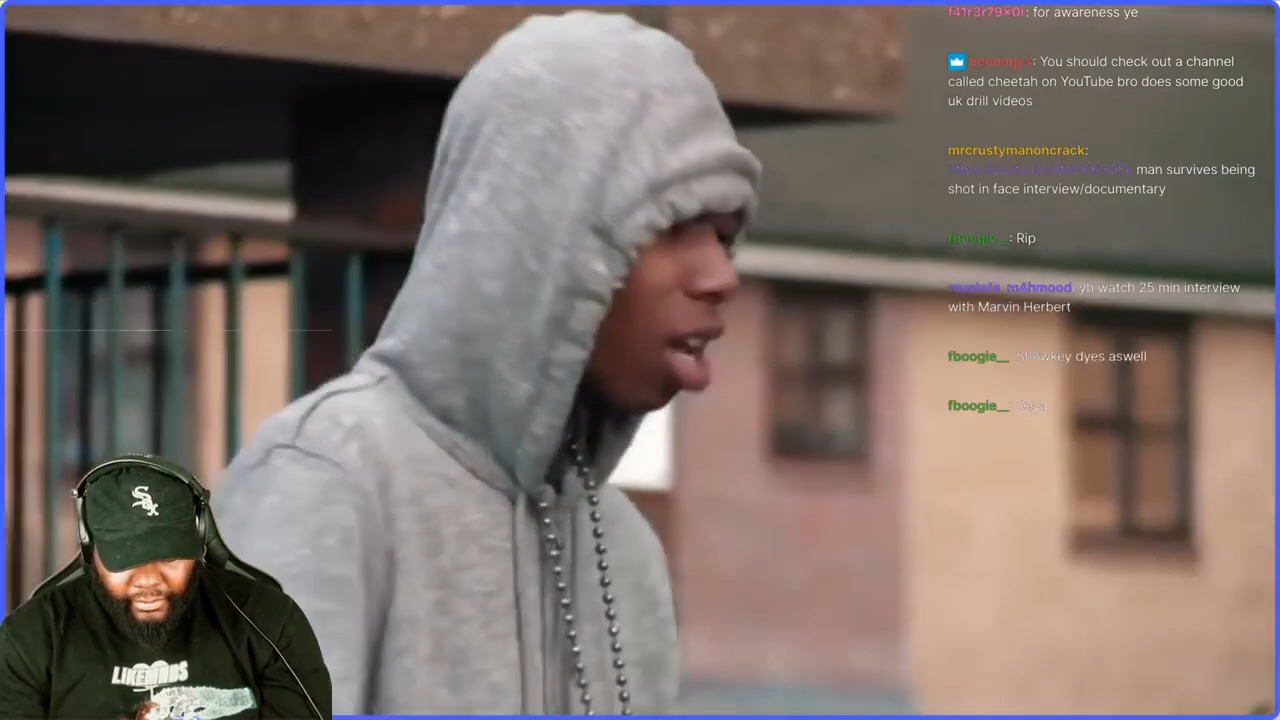 f41r3r79x0r: for awareness ye
: You should check out a channel
called cheetah on YouTube bro does some good
uk drill videos
mrcrustymanoncrack:
man survives being
shot in face interview/documentary
fboogie__: Rip
mustafa_m4hmood: yh watch 25 min interview
with Marvin Herbert
fboogie__: Showkey dyes aswell
fboogie__: Deya
Sox